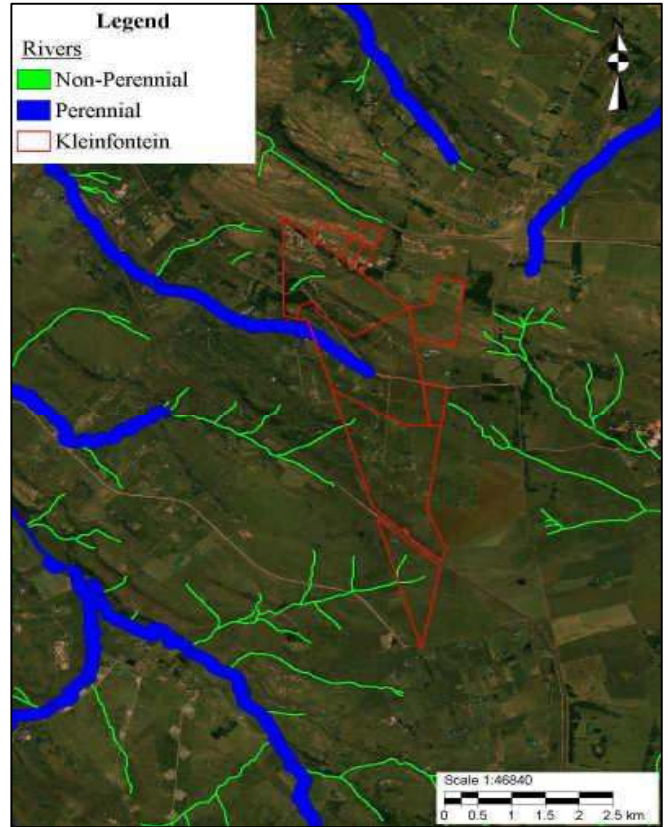 Legend
Rivers
Non-Perennial
Perennial
Kleinfontein
N
Scale 1:46840
0 0.5 1 1.5 2 2.5 km